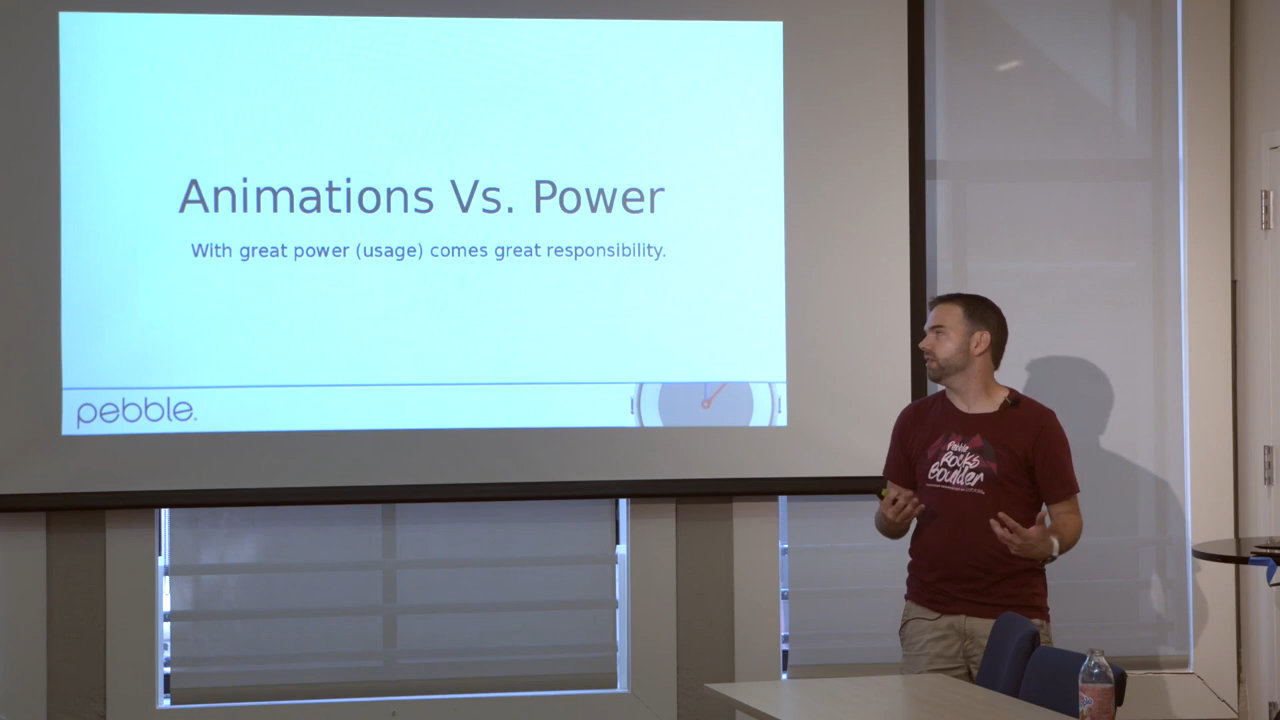 Animations Vs. Power
With great power (usage) comes great responsibility.
pebble
Pebble
ROCKS
Boulder